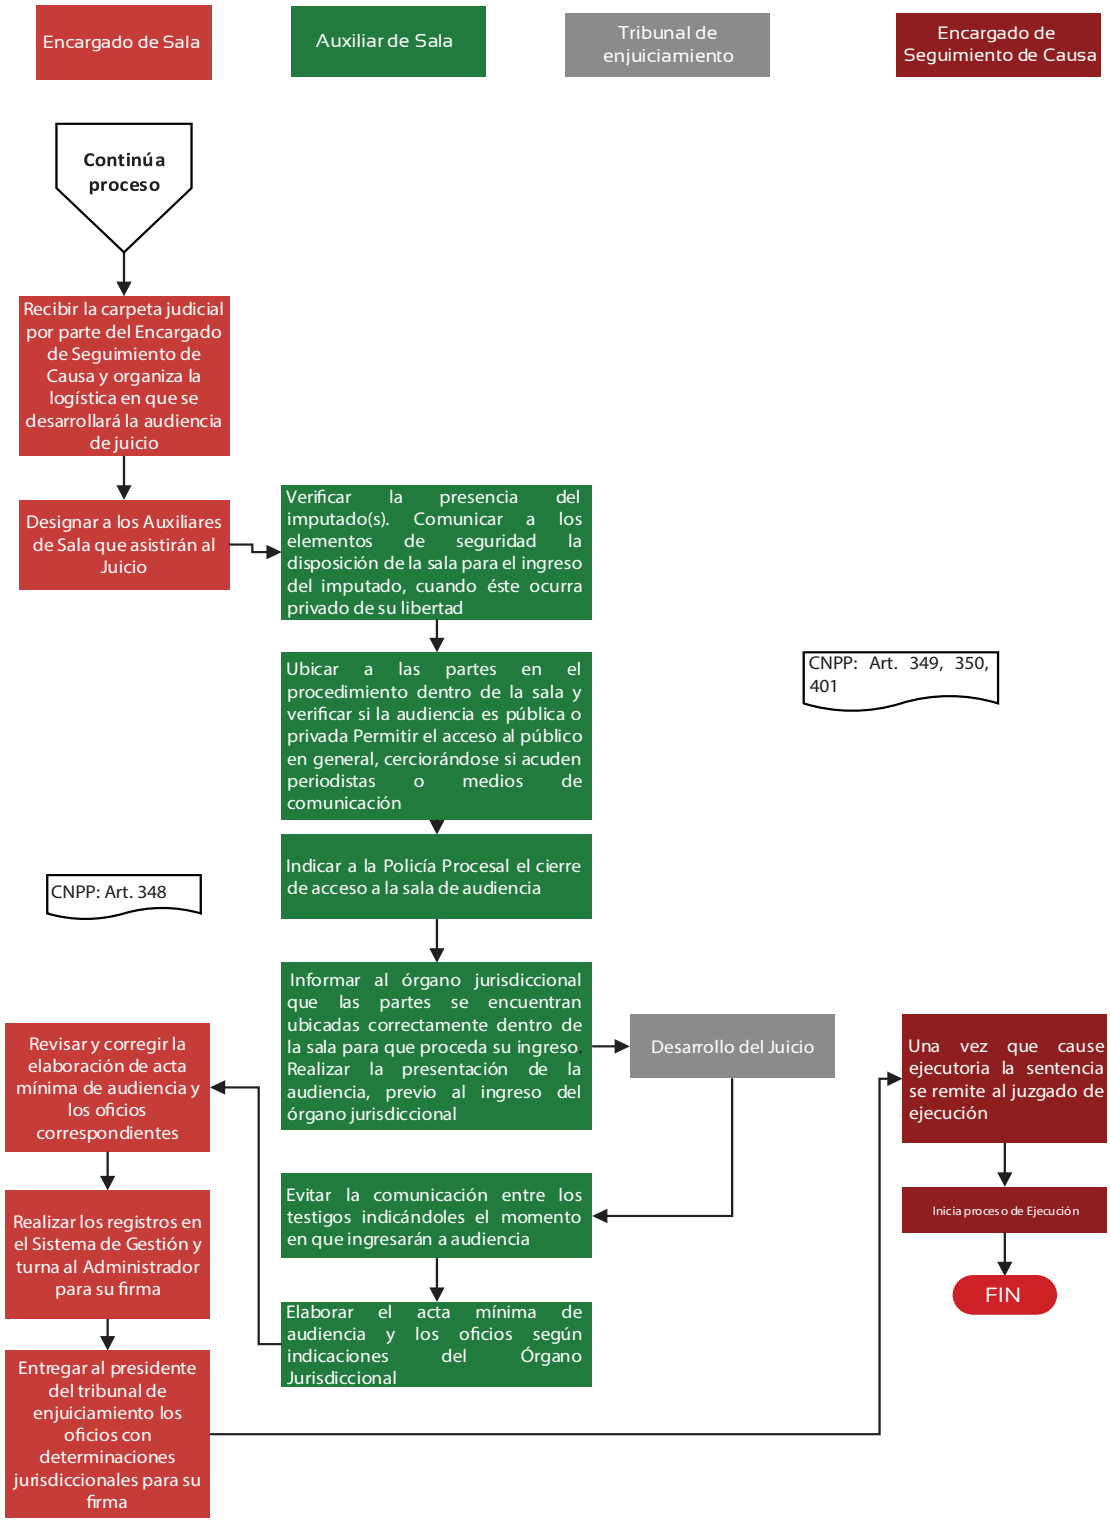 Encargado de Sala
Auxiliar de Sala
Tribunal de
enjuiciamiento
Encargado de
Seguimiento de Causa
Continúa
proceso
Recibir la carpeta judicial
por parte del Encargado
de Seguimiento de
Causa y organiza la
logística en que se
desarrollará la audiencia
de juicio
Designar a los Auxiliares
de Sala que asistirán al
Juicio
Verificar la presencia del
imputado(s). Comunicar a los
elementos de seguridad la
disposición de la sala para el ingreso
del imputado, cuando éste ocurra
privado de su libertad
Ubicar a las partes en el
procedimiento dentro de la sala y
verificar si la audiencia es pública o
privada Permitir el acceso al público
en general, cerciorándose si acuden
periodistas o medios de
comunicación
CNPP: Art. 349, 350,
401
Indicar a la Policía Procesal el cierre
de acceso a la sala de audiencia
CNPP: Art. 348
Informar al órgano jurisdiccional
que las partes se encuentran
ubicadas correctamente dentro de
la sala para que proceda su ingreso.
Realizar la presentación de la
audiencia, previo al ingreso del
órgano jurisdiccional
Desarrollo del Juicio
Evitar la comunicación entre los
testigos indicándoles el momento
en que ingresarán a audiencia
Elaborar el acta mínima de
audiencia y los oficios según
indicaciones del Órgano
Jurisdiccional
Revisar y corregir la
elaboración de acta
mínima de audiencia y
los oficios
correspondientes
Realizar los registros en
el Sistema de Gestión y
turna al Administrador
para su firma
Entregar al presidente
del tribunal de
enjuiciamiento los
oficios con
determinaciones
jurisdiccionales para su
firma
Una vez que cause
ejecutoria la sentencia
se remite al juzgado de
ejecución
Inicia proceso de Ejecución
FIN